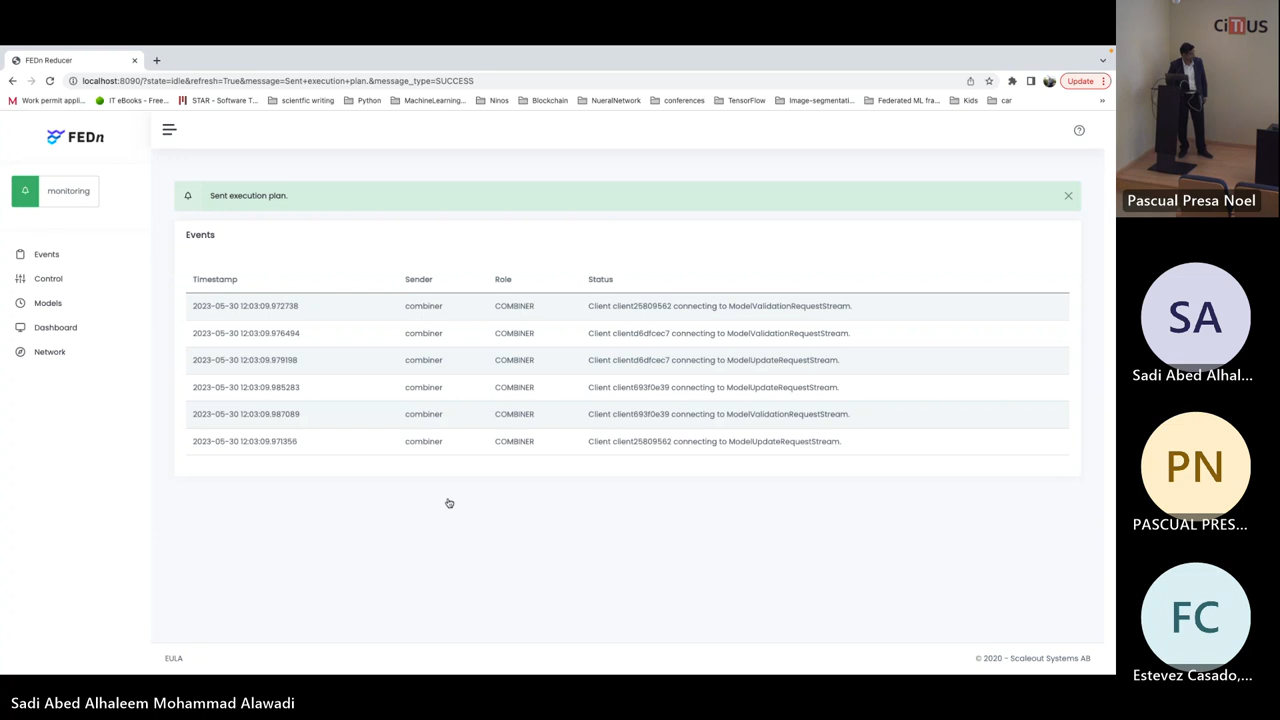 CiTIUS
FEDn Reducer
localhost:8090/?state=idle&refresh=True&message=Sent+execution+plan.&message_type=SUCCESS
Update
Work permit appl...
IT eBooks - Free...
STAR - Software T...
scientfic writing
Python
MachineLearning...
Ninos
Blockchain
NueralNetwork
conferences
TensorFlow
Image-segmentati...
Federated ML fra...
Kids
car
»
FEDn
monitoring
Sent execution plan.
Pascual Presa Noel
Events
Control
Models
Dashboard
Network
Events
Timestamp Sender Role Status
2023-05-30 12:03:09.972738 combiner COMBINER Client client25809562 connecting to ModelValidationRequestStream.
2023-05-30 12:03:09.976494 combiner COMBINER Client clientd6dfcec7 connecting to ModelValidationRequestStream.
2023-05-30 12:03:09.979198 combiner COMBINER Client clientd6dfcec7 connecting to ModelUpdateRequestStream.
2023-05-30 12:03:09.985283 combiner COMBINER Client client693f0e39 connecting to ModelUpdateRequestStream.
2023-05-30 12:03:09.987089 combiner COMBINER Client client693f0e39 connecting to ModelValidationRequestStream.
2023-05-30 12:03:09.971356 combiner COMBINER Client client25809562 connecting to ModelUpdateRequestStream.
SA
Sadi Abed Alhal...
PN
PASCUAL PRES...
FC
Estevez Casado,...
EULA
© 2020 - Scaleout Systems AB
Sadi Abed Alhaleem Mohammad Alawadi